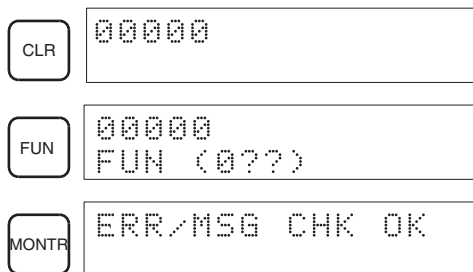 CLR
00000
FUN
00000
FUN (0??)
MONTR
ERR/MSG CHK OK